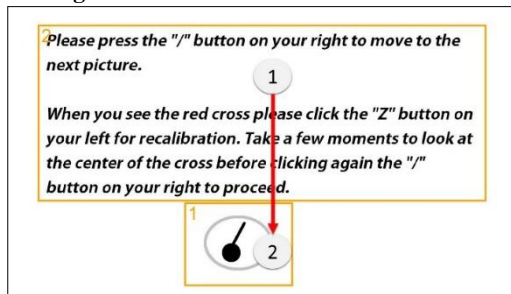 2
Please press the "/" button on your right to move to the
next picture.
1
When you see the red cross please click the "Z" button on
your left for recalibration. Take a few moments to look at
the center of the cross before clicking again the "/"
button on your right to proceed.
1
2